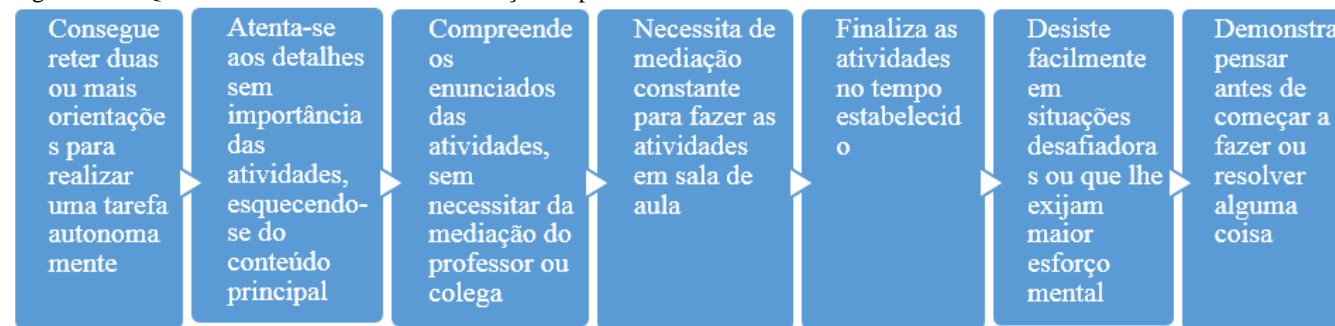 Consegue
reter duas
ou mais
orientaçõe
s para
realizar
uma tarefa
autonoma
mente
Atenta-se
aos detalhes
sem
importância
das
atividades,
esquecendo-
se do
conteúdo
principal
Compreende
os
enunciados
das
atividades,
sem
necessitar da
mediação do
professor ou
colega
Necessita de
mediação
constante
para fazer as
atividades
em sala de
aula
Finaliza as
atividades
no tempo
estabelecid
o
Desiste
facilmente
em
situações
desafiadora
s ou que lhe
exijam
maior
esforço
mental
Demonstra
pensar
antes de
começar a
fazer ou
resolver
alguma
coisa